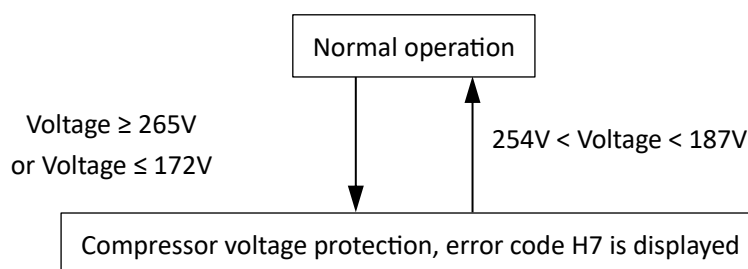 Normal operation
Voltage ≥ 265V
or Voltage ≤ 172V
254V < Voltage < 187V
Compressor voltage protection, error code H7 is displayed